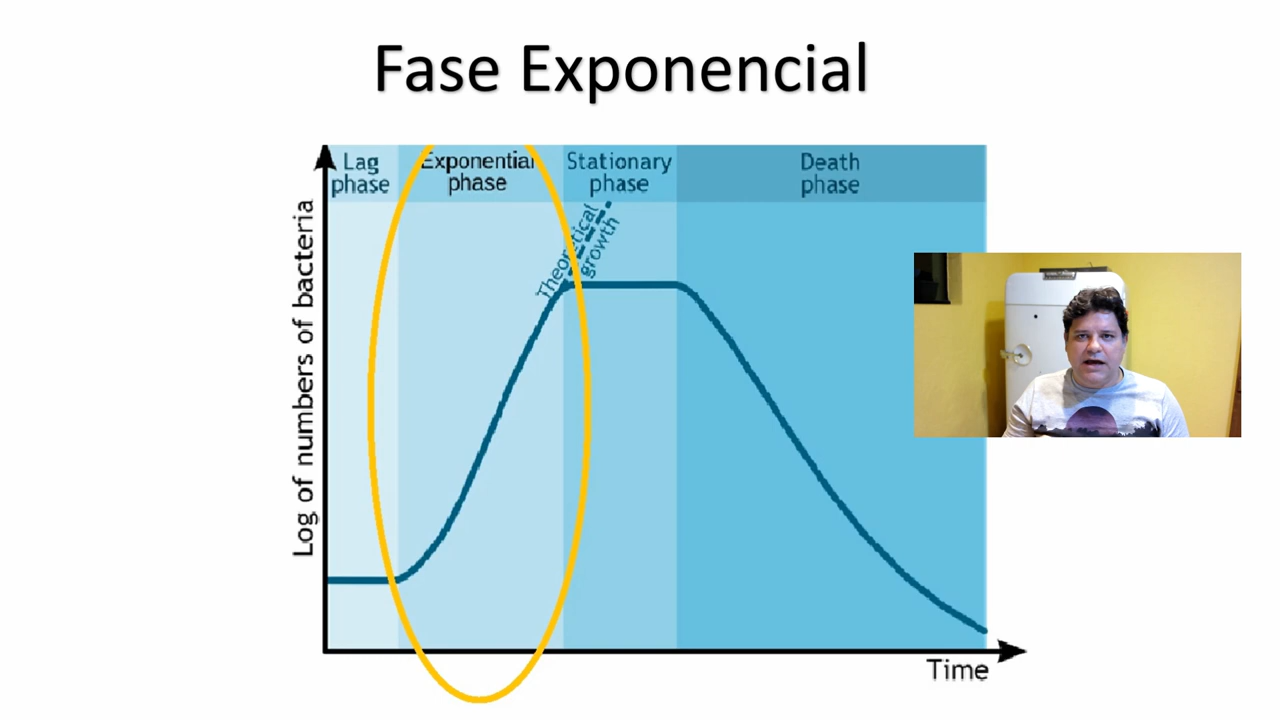 Fase Exponencial
Lag
phase
Exponential
phase
Stationary
phase
Death
phase
Theoretical
growth
Log of numbers of bacteria
Time